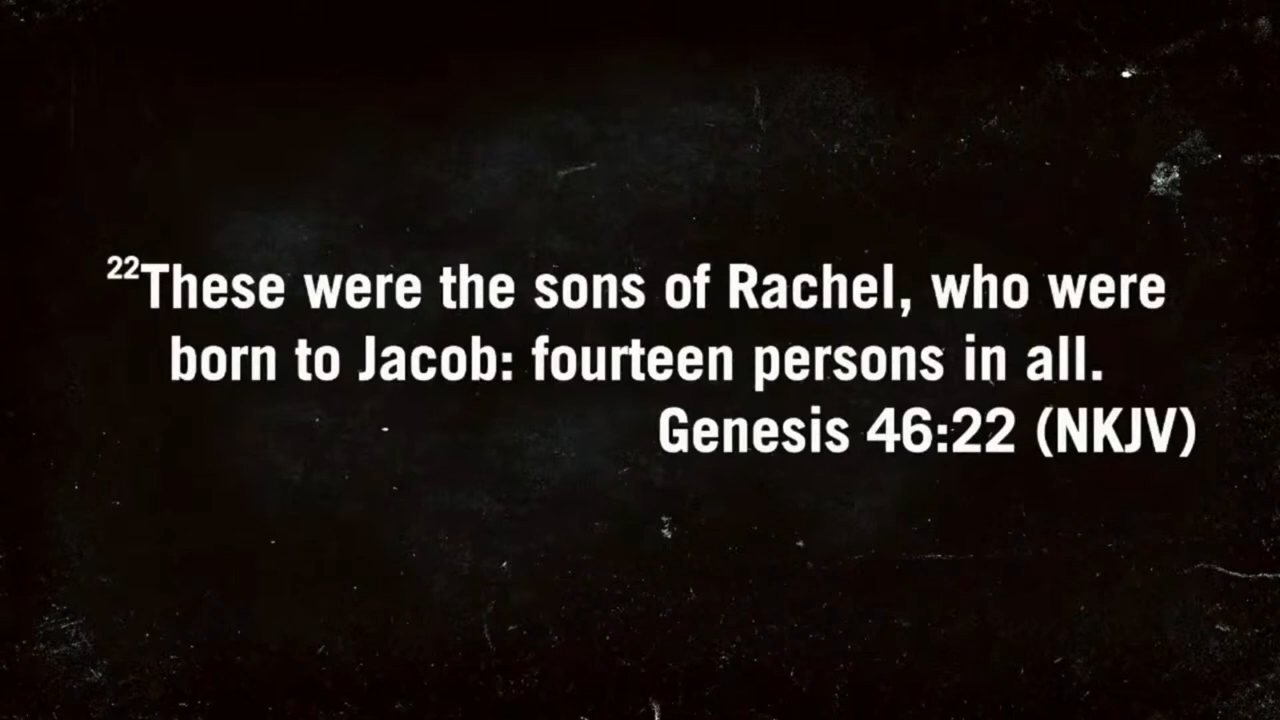 ²²These were the sons of Rachel, who were
born to Jacob: fourteen persons in all.
Genesis 46:22 (NKJV)